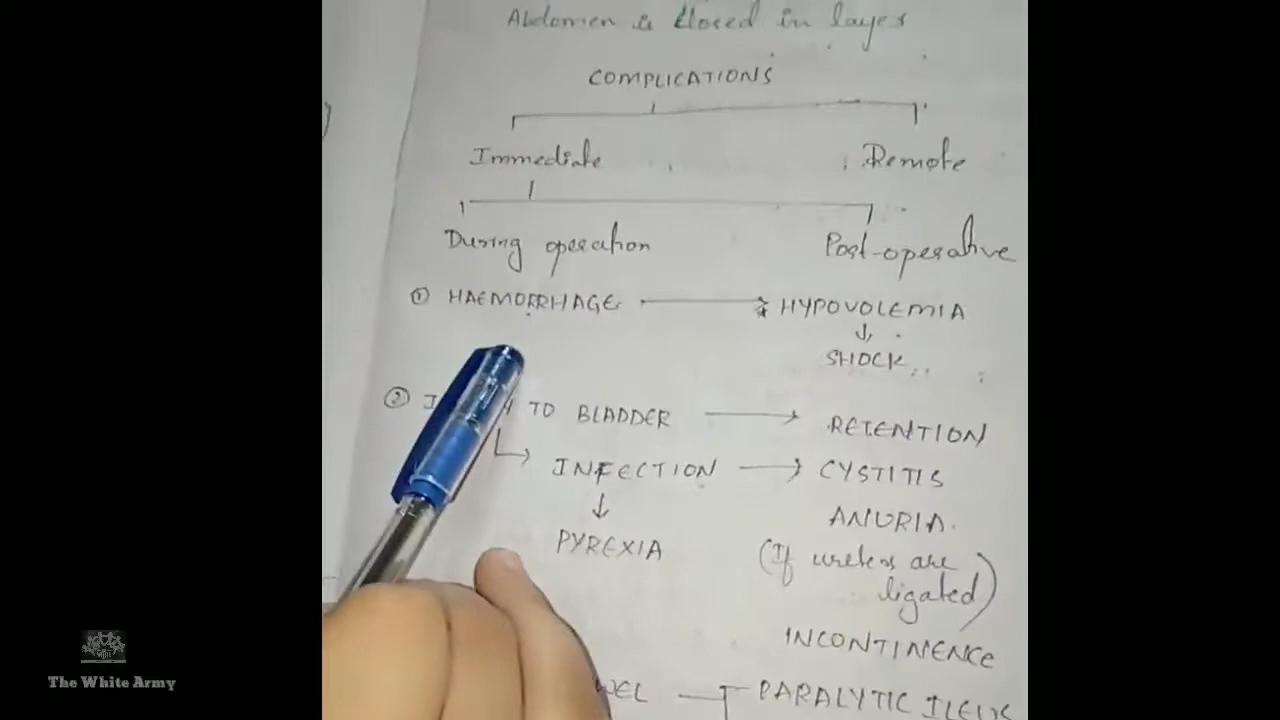 Abdomen is closed in layers
COMPLICATIONS
Immediate Remote
During operation Post-operative
① HAEMORRHAGE → HYPOVOLEMIA
↓
SHOCK
② TO BLADDER → RETENTION
↳ INFECTION → CYSTITIS
↓ ANURIA
PYREXIA (If ureters are
ligated)
INCONTINENCE
PARALYTIC ILEUS
The White Army